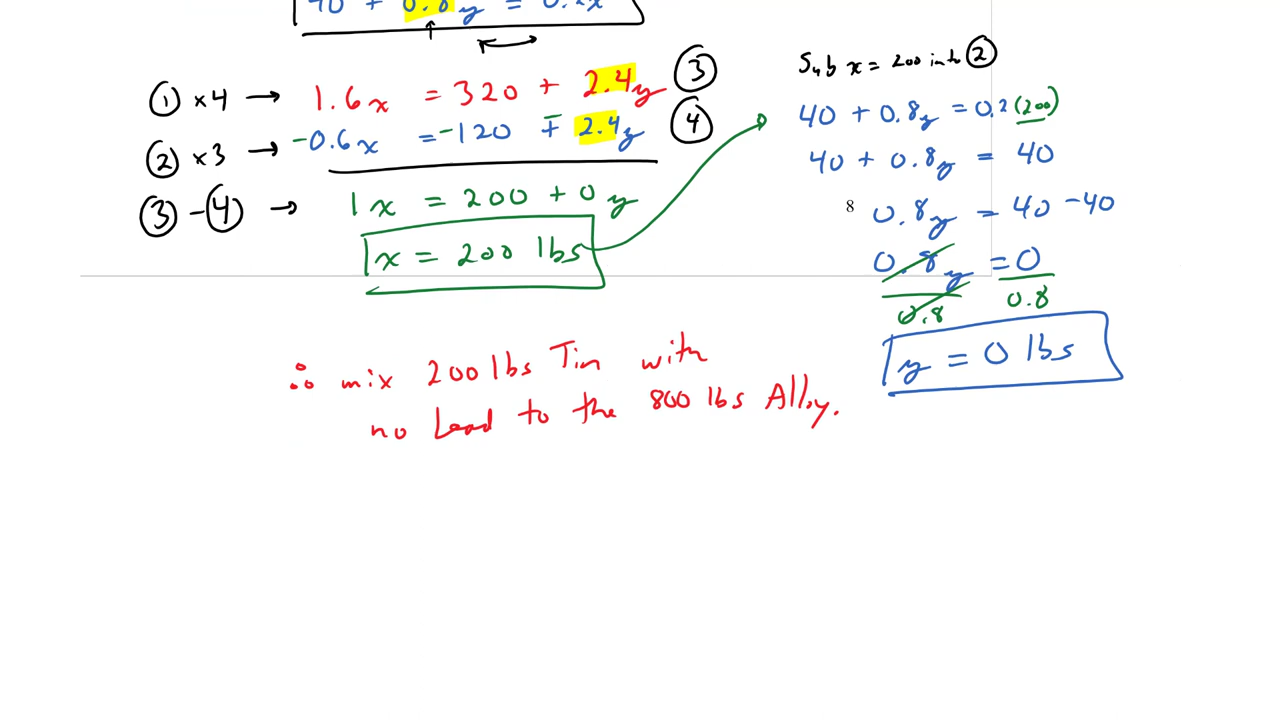 40 + 0.8y = 0.2x
① ×4 → 1.6x = 320 + 2.4y ③
② ×3 → -0.6x = -120 ∓ 2.4y ④
③ - ④ → 1x = 200 + 0y
x = 200 lbs
Sub x = 200 into ②
40 + 0.8y = 0.2(200)
40 + 0.8y = 40
8
0.8y = 40 - 40
0.8y = 0
0.8 0.8
y = 0 lbs
∴ mix 200 lbs Tin with
no Lead to the 800 lbs Alloy.